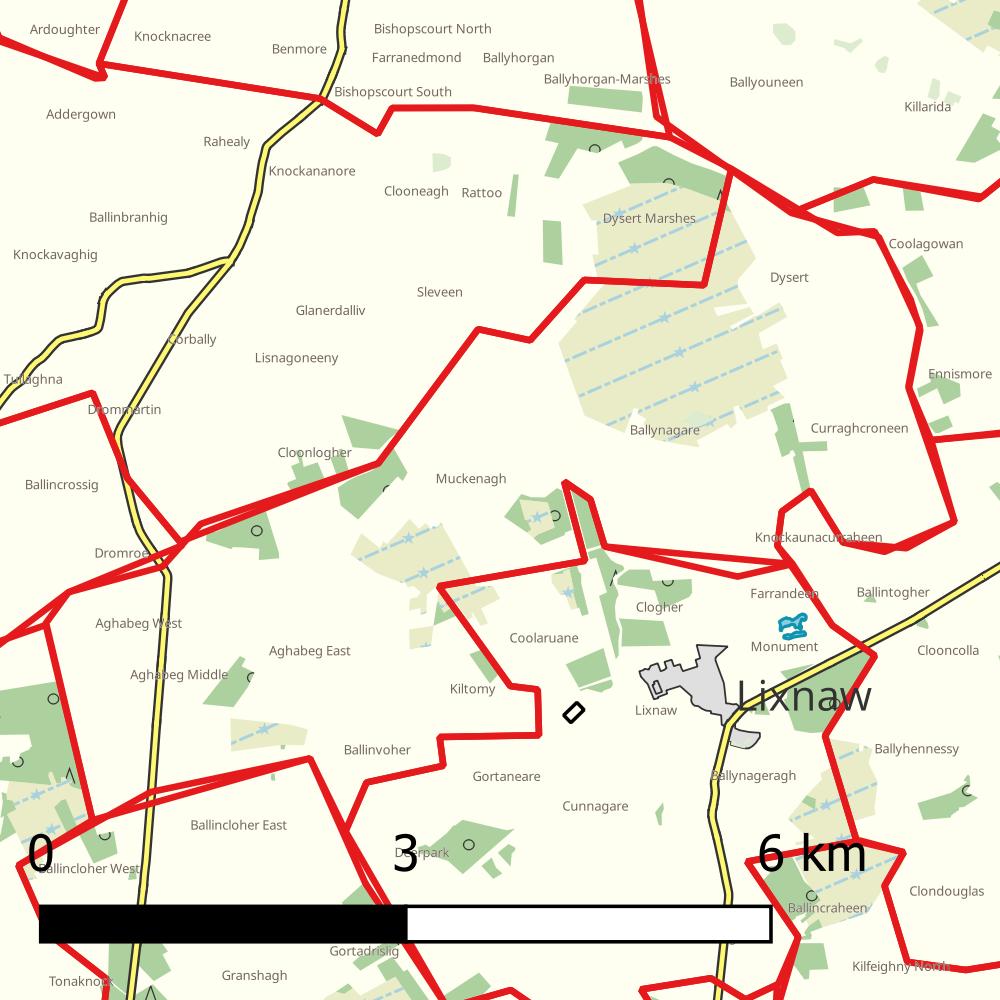 Ardoughter
Knocknacree
Bishopscourt North
Benmore
Farranedmond
Ballyhorgan
Ballyhorgan-Marshes
Ballyouneen
Bishopscourt South
Killarida
Addergown
Rahealy
Knockananore
Clooneagh
Rattoo
Ballinbranhig
Dysert Marshes
Coolagowan
Knockavaghig
Dysert
Sleveen
Glanerdalliv
Corbally
Lisnagoneeny
Tullaghna
Ennismore
Drommartin
Ballynagare
Curraghcroneen
Cloonlogher
Muckenagh
Ballincrossig
Knockaunacurraheen
Dromroe
Farrandeen
Ballintogher
Clogher
Aghabeg West
Coolaruane
Aghabeg East
Monument
Clooncolla
Aghabeg Middle
Kiltomy
Lixnaw
Lixnaw
Ballinvoher
Ballyhennessy
Gortaneare
Ballynageragh
Cunnagare
Ballincloher East
0
3
6 km
Deerpark
Ballincloher West
Clondouglas
Ballincraheen
Gortadrislig
Kilfeighny North
Granshagh
Tonaknock